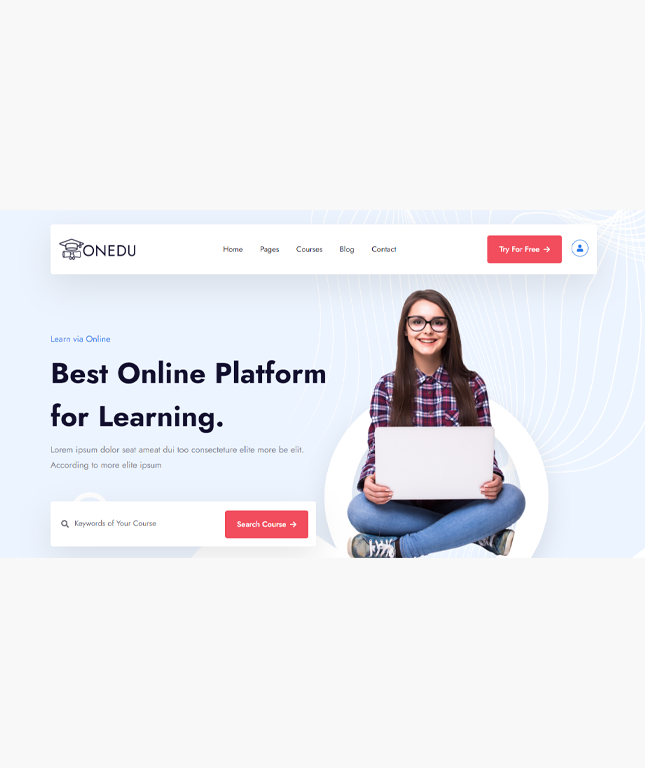 ONEDU
Home Pages Courses Blog Contact
Try For Free
Learn via Online
Best Online Platform
for Learning.
Lorem ipsum dolor seat ameat dui too consecteture elite more be elit.
According to more elite ipsum
Keywords of Your Course
Search Course